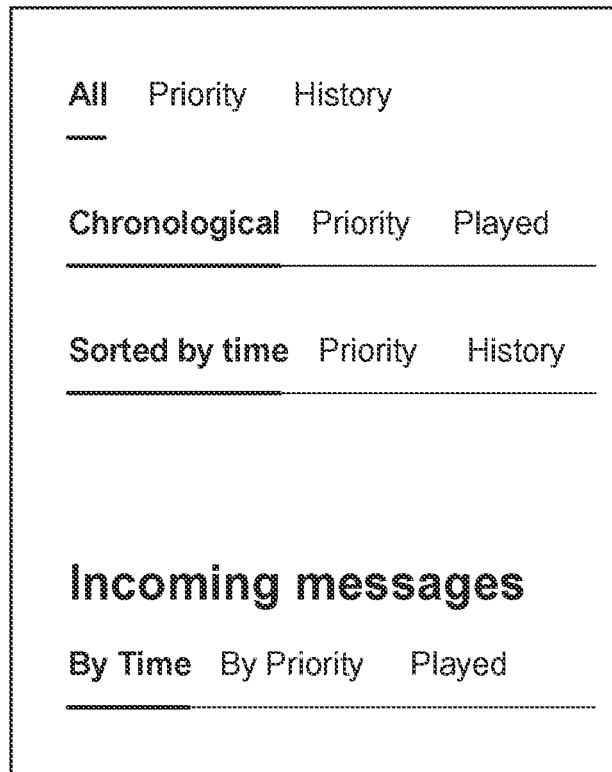 All Priority History
Chronological Priority Played
Sorted by time Priority History
Incoming messages
By Time By Priority Played